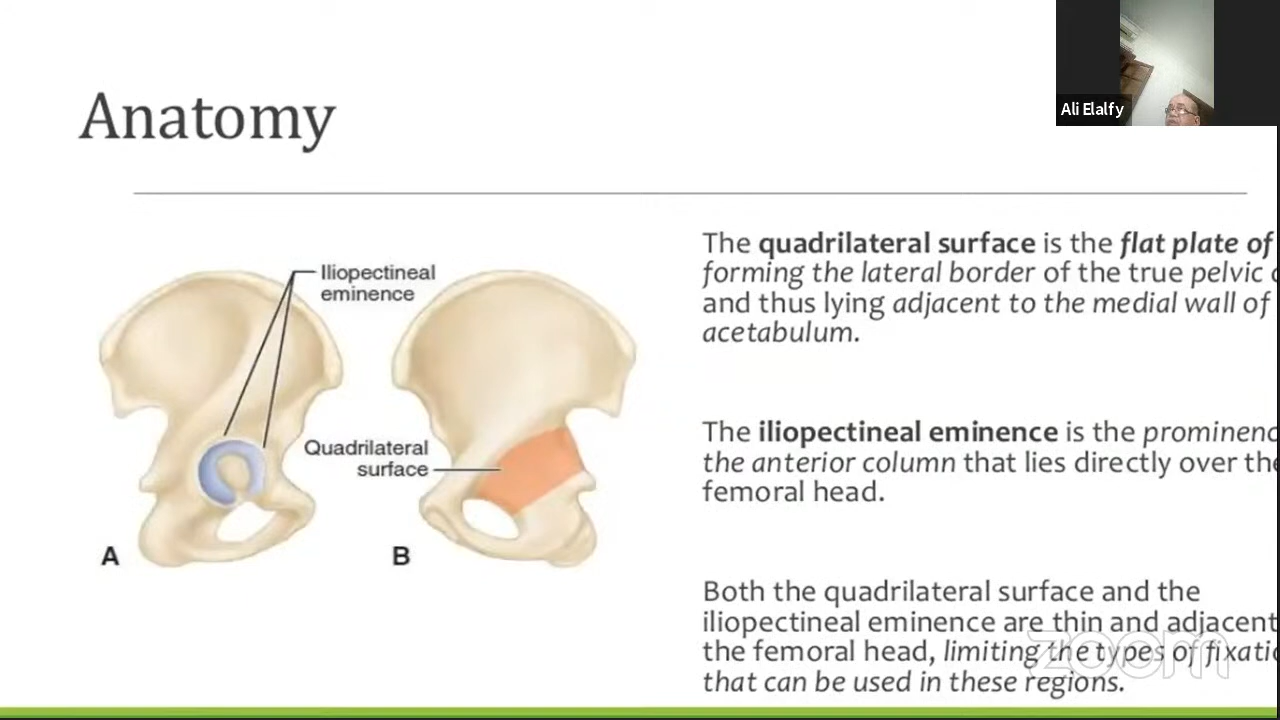 Ali Elalfy
Anatomy
Iliopectineal
eminence
Quadrilateral
surface
A
B
The quadrilateral surface is the flat plate of
forming the lateral border of the true pelvic
and thus lying adjacent to the medial wall of
acetabulum.
The iliopectineal eminence is the
the anterior column that lies directly over
femoral head.
Both the quadrilateral surface and the
iliopectineal eminence are thin and adjacent
the femoral head, limiting the types of
that can be used in these regions.
zoom